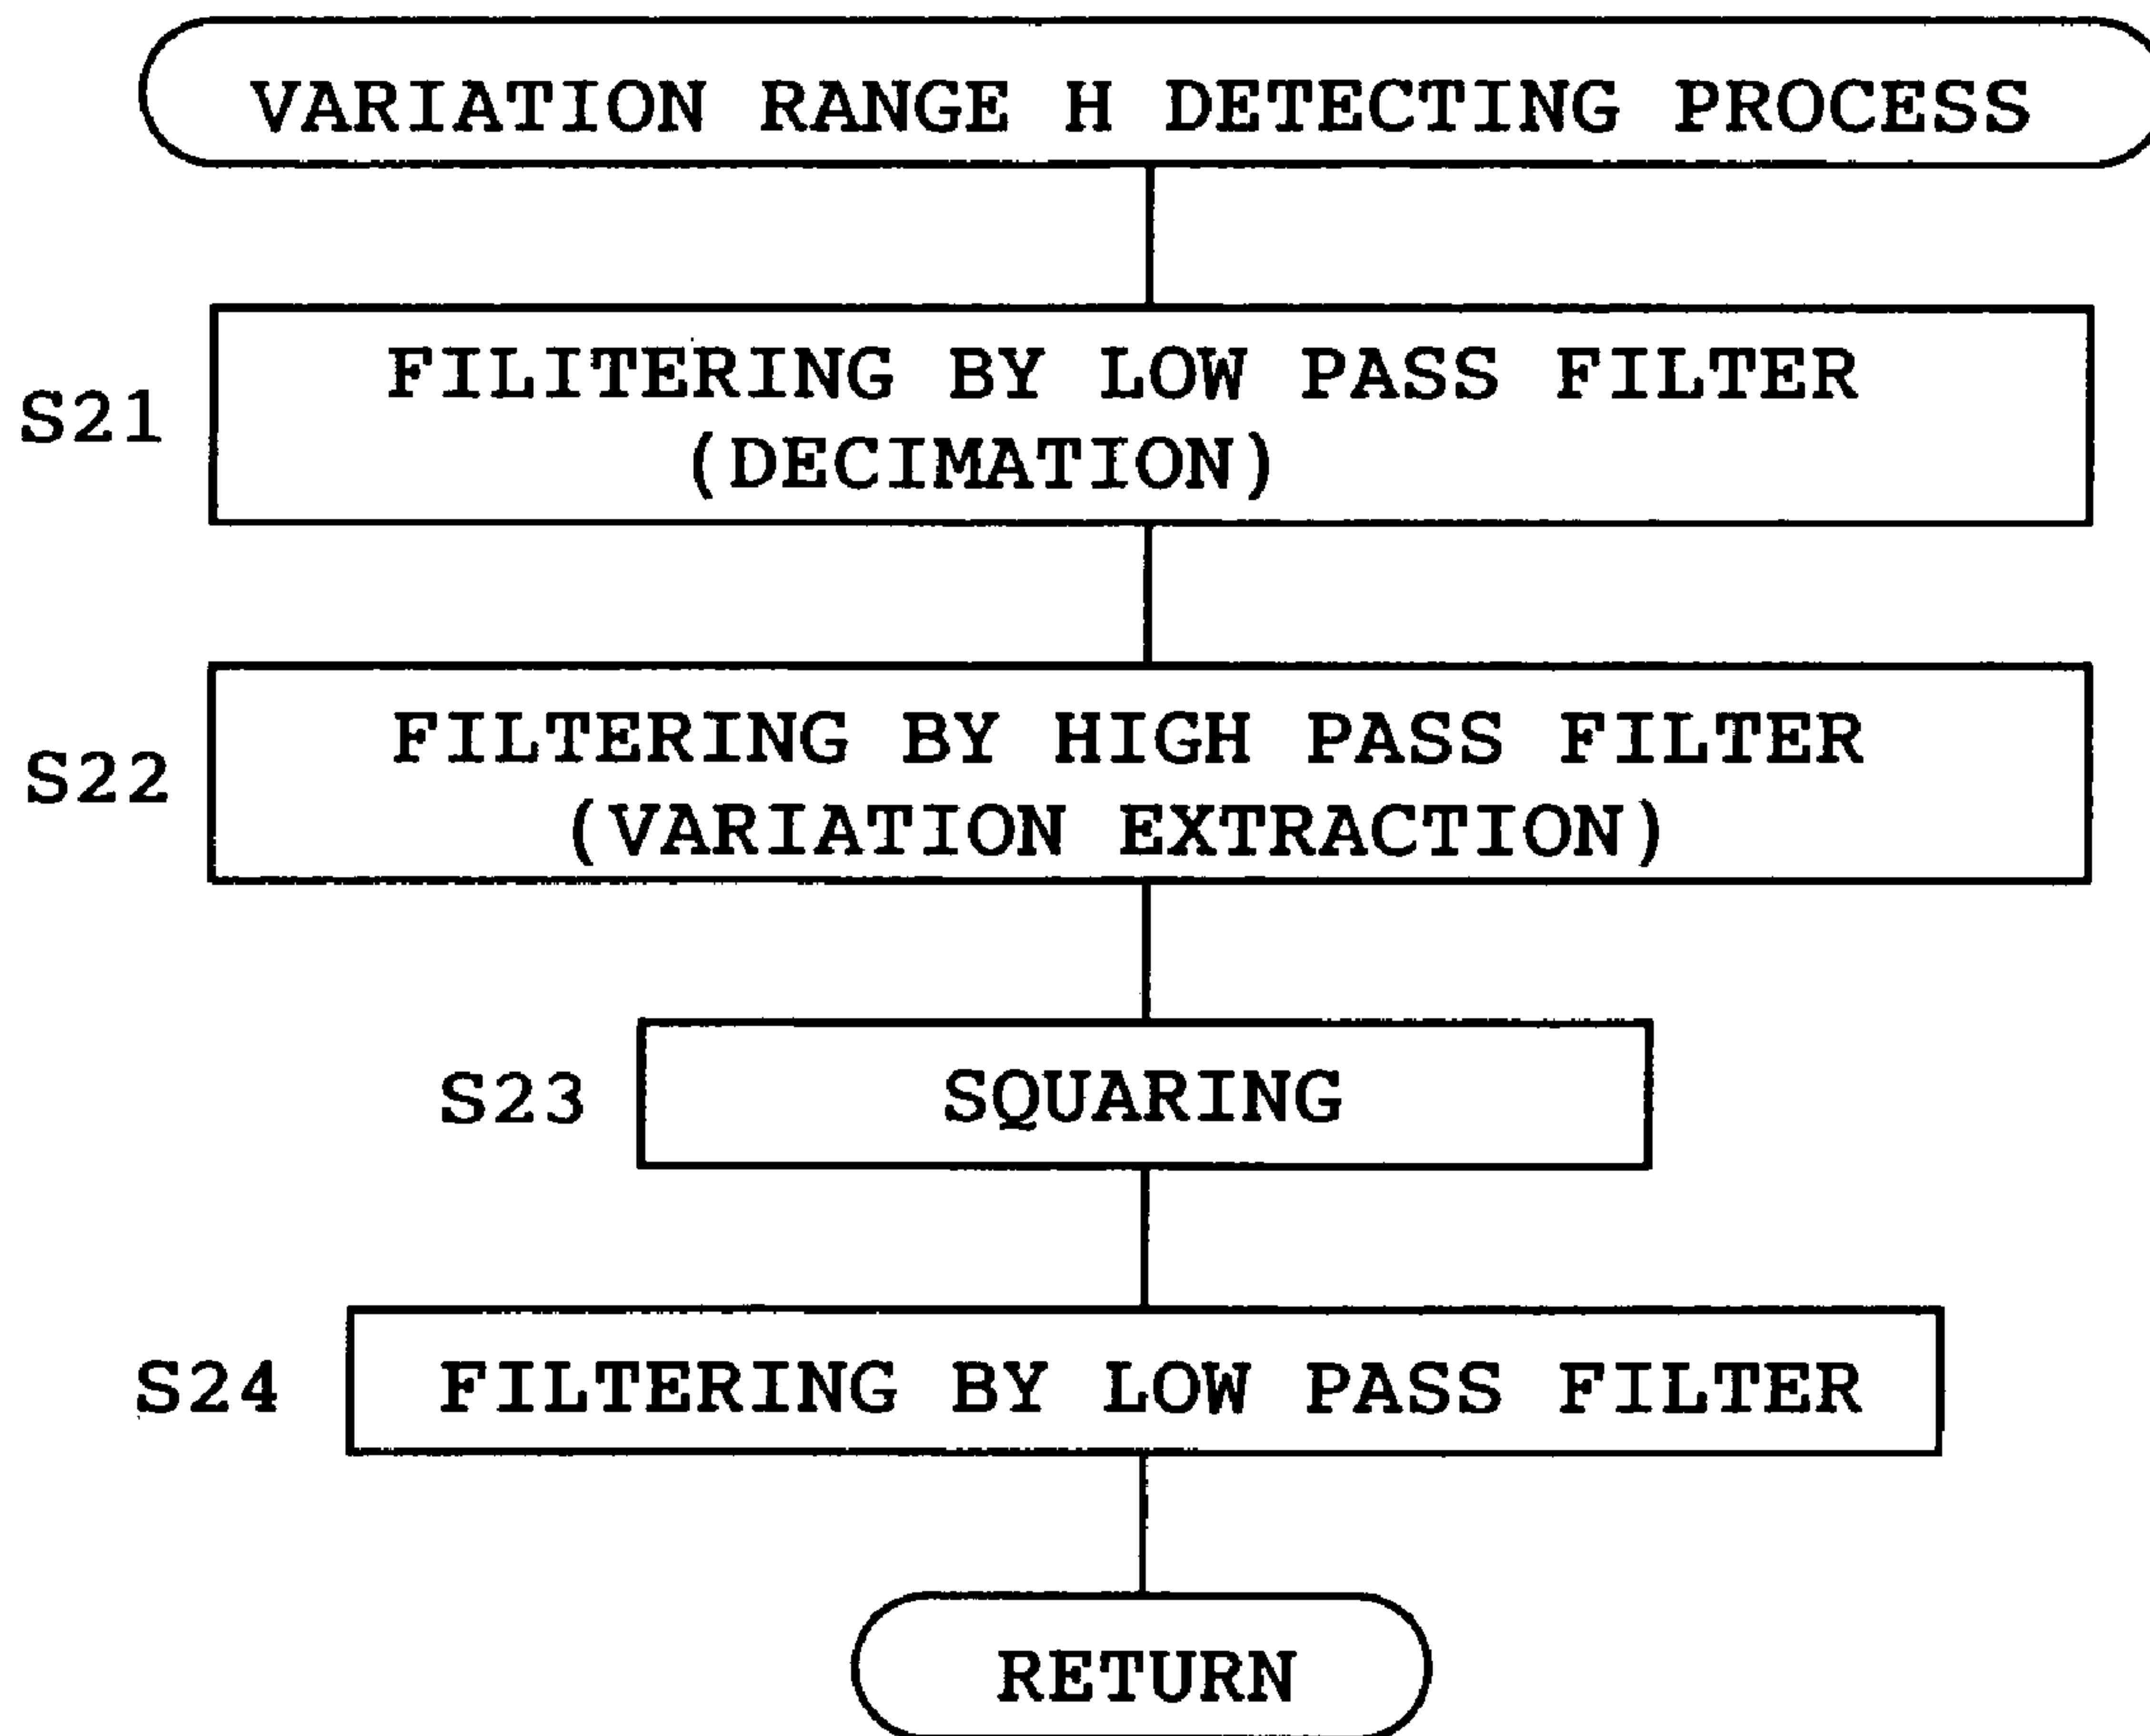 VARIATION RANGE H DETECTING PROCESS
S21
FILITERING BY LOW PASS FILTER
(DECIMATION)
S22
FILTERING BY HIGH PASS FILTER
(VARIATION EXTRACTION)
S23
SQUARING
S24
FILTERING BY LOW PASS FILTER
RETURN